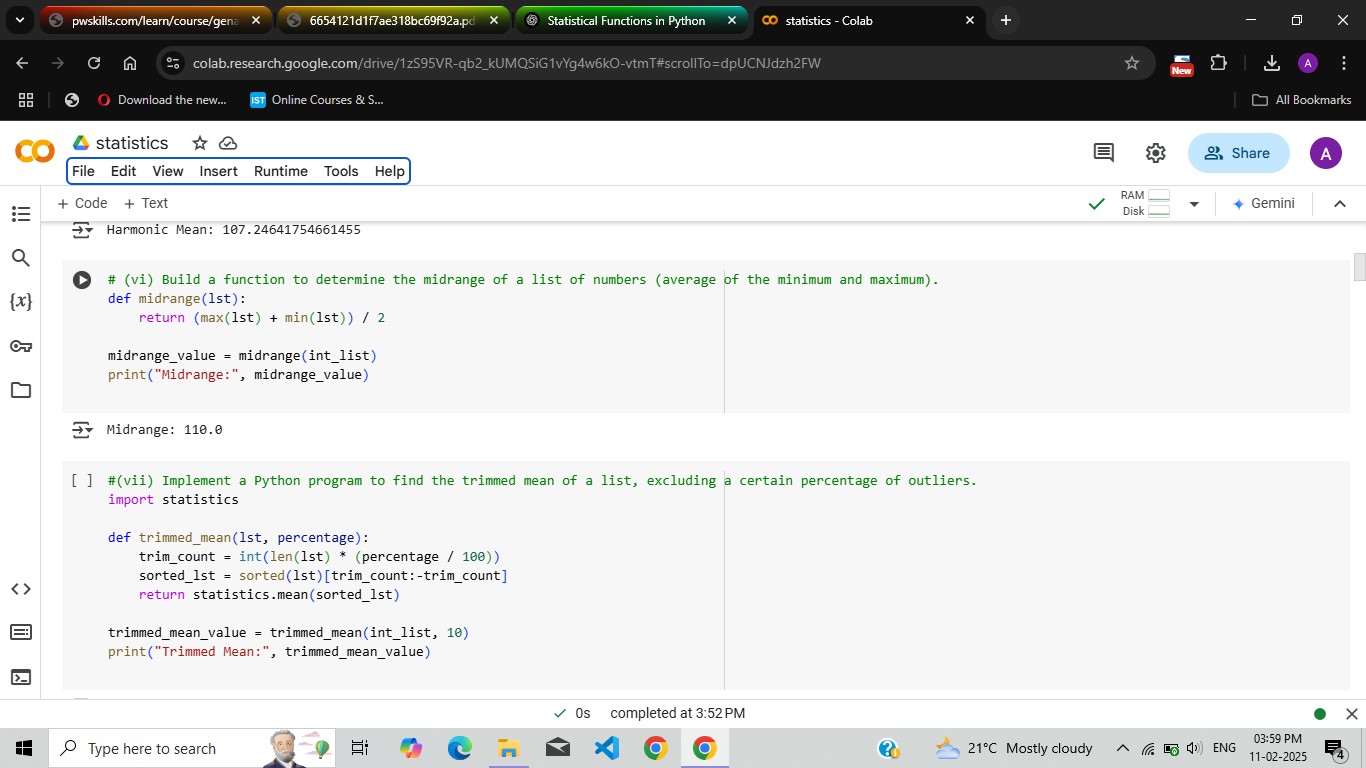 pwskills.com/learn/course/gena
6654121d1f7ae318bc69f92a.pd
Statistical Functions in Python
statistics - Colab
colab.research.google.com/drive/1zS95VR-qb2_kUMQSiG1vYg4w6kO-vtmT#scrollTo=dpUCNJdzh2FW
New
A
Download the new...
IST
Online Courses & S...
All Bookmarks
statistics
Share
A
File Edit View Insert Runtime Tools Help
+ Code + Text
RAM
Disk
Gemini
Harmonic Mean: 107.24641754661455
# (vi) Build a function to determine the midrange of a list of numbers (average of the minimum and maximum).
def midrange(lst):
    return (max(lst) + min(lst)) / 2
midrange_value = midrange(int_list)
print("Midrange:", midrange_value)
Midrange: 110.0
[ ] #(vii) Implement a Python program to find the trimmed mean of a list, excluding a certain percentage of outliers.
import statistics
def trimmed_mean(lst, percentage):
    trim_count = int(len(lst) * (percentage / 100))
    sorted_lst = sorted(lst)[trim_count:-trim_count]
    return statistics.mean(sorted_lst)
trimmed_mean_value = trimmed_mean(int_list, 10)
print("Trimmed Mean:", trimmed_mean_value)
{x}
0s completed at 3:52 PM
Type here to search
21°C Mostly cloudy
ENG
03:59 PM
11-02-2025
4